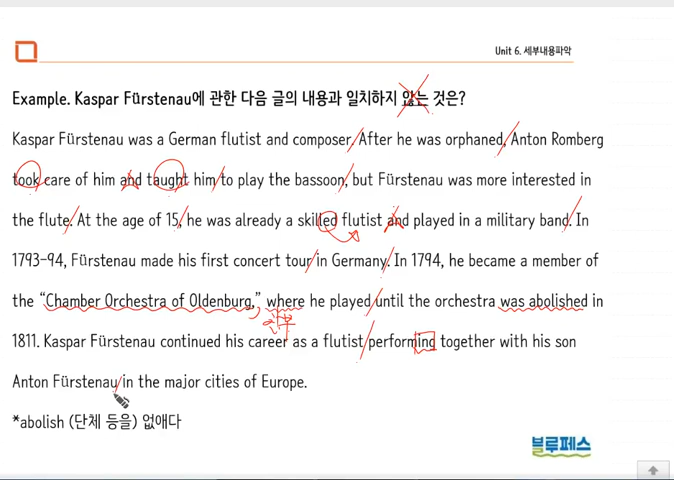 Unit 6. 세부내용파악
Example. Kaspar Fürstenau에 관한 다음 글의 내용과 일치하지 않는 것은?
Kaspar Fürstenau was a German flutist and composer. After he was orphaned, Anton Romberg
took care of him and taught him to play the bassoon, but Fürstenau was more interested in
the flute. At the age of 15, he was already a skilled flutist and played in a military band. In
1793-94, Fürstenau made his first concert tour in Germany. In 1794, he became a member of
the “Chamber Orchestra of Oldenburg,” where he played until the orchestra was abolished in
1811. Kaspar Fürstenau continued his career as a flutist performing together with his son
Anton Fürstenau in the major cities of Europe.
*abolish (단체 등을) 없애다
블루페스